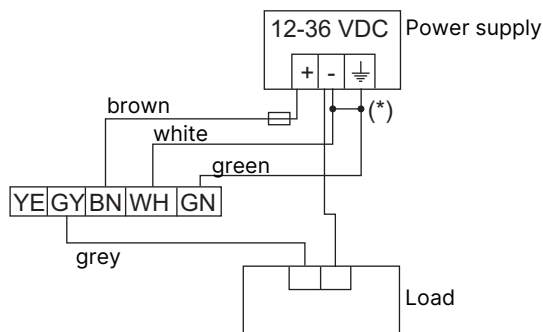 12-36 VDC Power supply
+ - ⏚
(*)
brown
white
green
YE GY BN WH GN
grey
Load